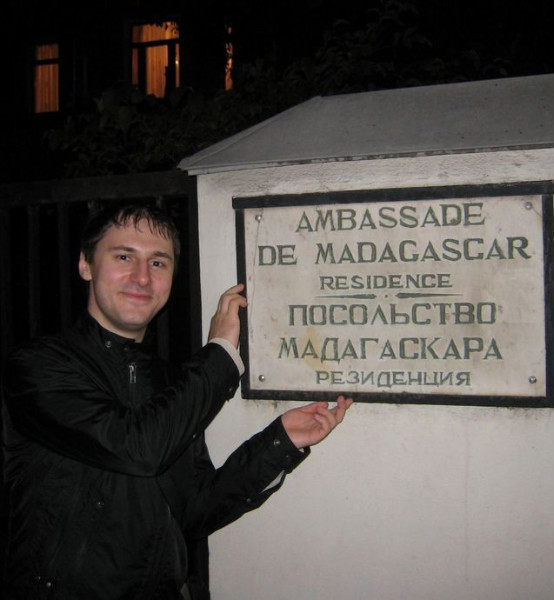 AMBASSADE
DE MADAGASCAR
RESIDENCE
ПОСОЛЬСТВО
МАДАГАСКАРА
РЕЗИДЕНЦИЯ